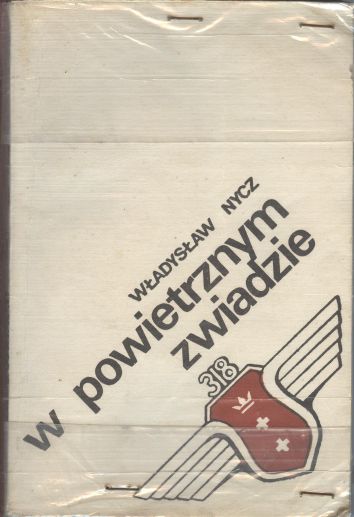 WŁADYSŁAW NYCZ
w powietrznym
zwiadzie
318